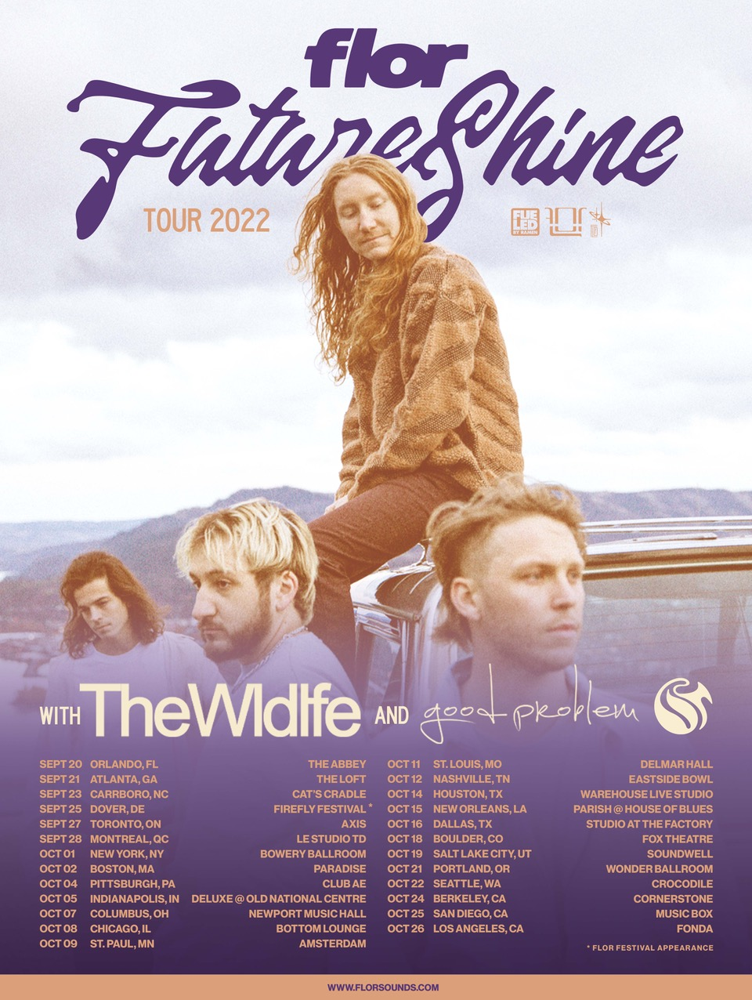 flor
FutureShine
TOUR 2022
FUE
LED
BY RAMEN
WITH TheWldlfe AND good problem
SEPT 20 ORLANDO, FL THE ABBEY
SEPT 21 ATLANTA, GA THE LOFT
SEPT 23 CARRBORO, NC CAT'S CRADLE
SEPT 25 DOVER, DE FIREFLY FESTIVAL *
SEPT 27 TORONTO, ON AXIS
SEPT 28 MONTREAL, QC LE STUDIO TD
OCT 01 NEW YORK, NY BOWERY BALLROOM
OCT 02 BOSTON, MA PARADISE
OCT 04 PITTSBURGH, PA CLUB AE
OCT 05 INDIANAPOLIS, IN DELUXE @ OLD NATIONAL CENTRE
OCT 07 COLUMBUS, OH NEWPORT MUSIC HALL
OCT 08 CHICAGO, IL BOTTOM LOUNGE
OCT 09 ST. PAUL, MN AMSTERDAM
OCT 11 ST. LOUIS, MO DELMAR HALL
OCT 12 NASHVILLE, TN EASTSIDE BOWL
OCT 14 HOUSTON, TX WAREHOUSE LIVE STUDIO
OCT 15 NEW ORLEANS, LA PARISH @ HOUSE OF BLUES
OCT 16 DALLAS, TX STUDIO AT THE FACTORY
OCT 18 BOULDER, CO FOX THEATRE
OCT 19 SALT LAKE CITY, UT SOUNDWELL
OCT 21 PORTLAND, OR WONDER BALLROOM
OCT 22 SEATTLE, WA CROCODILE
OCT 24 BERKELEY, CA CORNERSTONE
OCT 25 SAN DIEGO, CA MUSIC BOX
OCT 26 LOS ANGELES, CA FONDA
* FLOR FESTIVAL APPEARANCE
WWW.FLORSOUNDS.COM